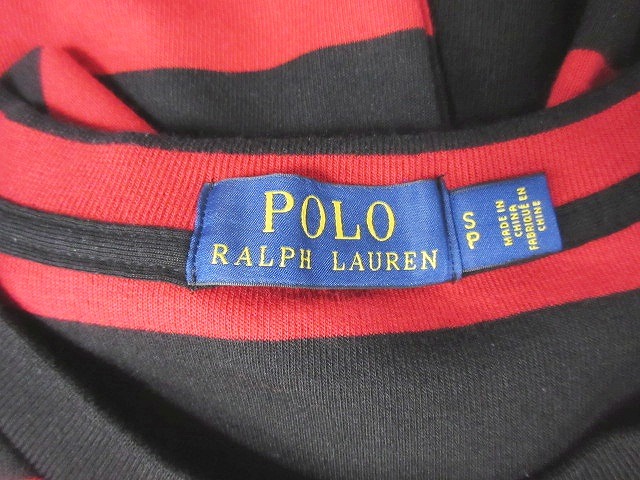 POLO
RALPH LAUREN
S
P
MADE IN
CHINA
FABRIQUÉ EN
CHINE